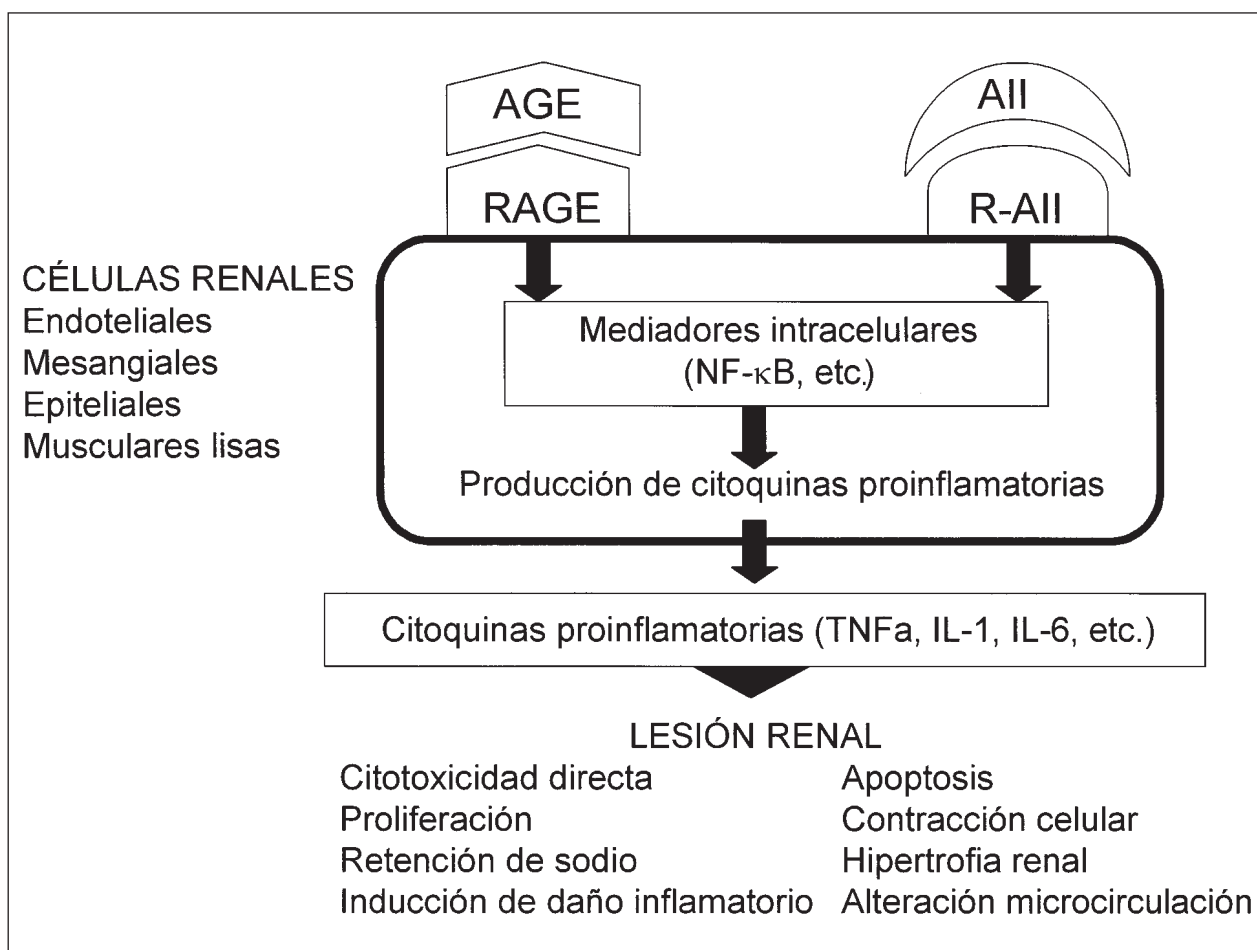 AGE
AII
RAGE
R-AII
CÉLULAS RENALES
Endoteliales
Mesangiales
Epiteliales
Musculares lisas
Mediadores intracelulares
(NF-κB, etc.)
Producción de citoquinas proinflamatorias
Citoquinas proinflamatorias (TNFa, IL-1, IL-6, etc.)
LESIÓN RENAL
Citotoxicidad directa
Proliferación
Retención de sodio
Inducción de daño inflamatorio
Apoptosis
Contracción celular
Hipertrofia renal
Alteración microcirculación